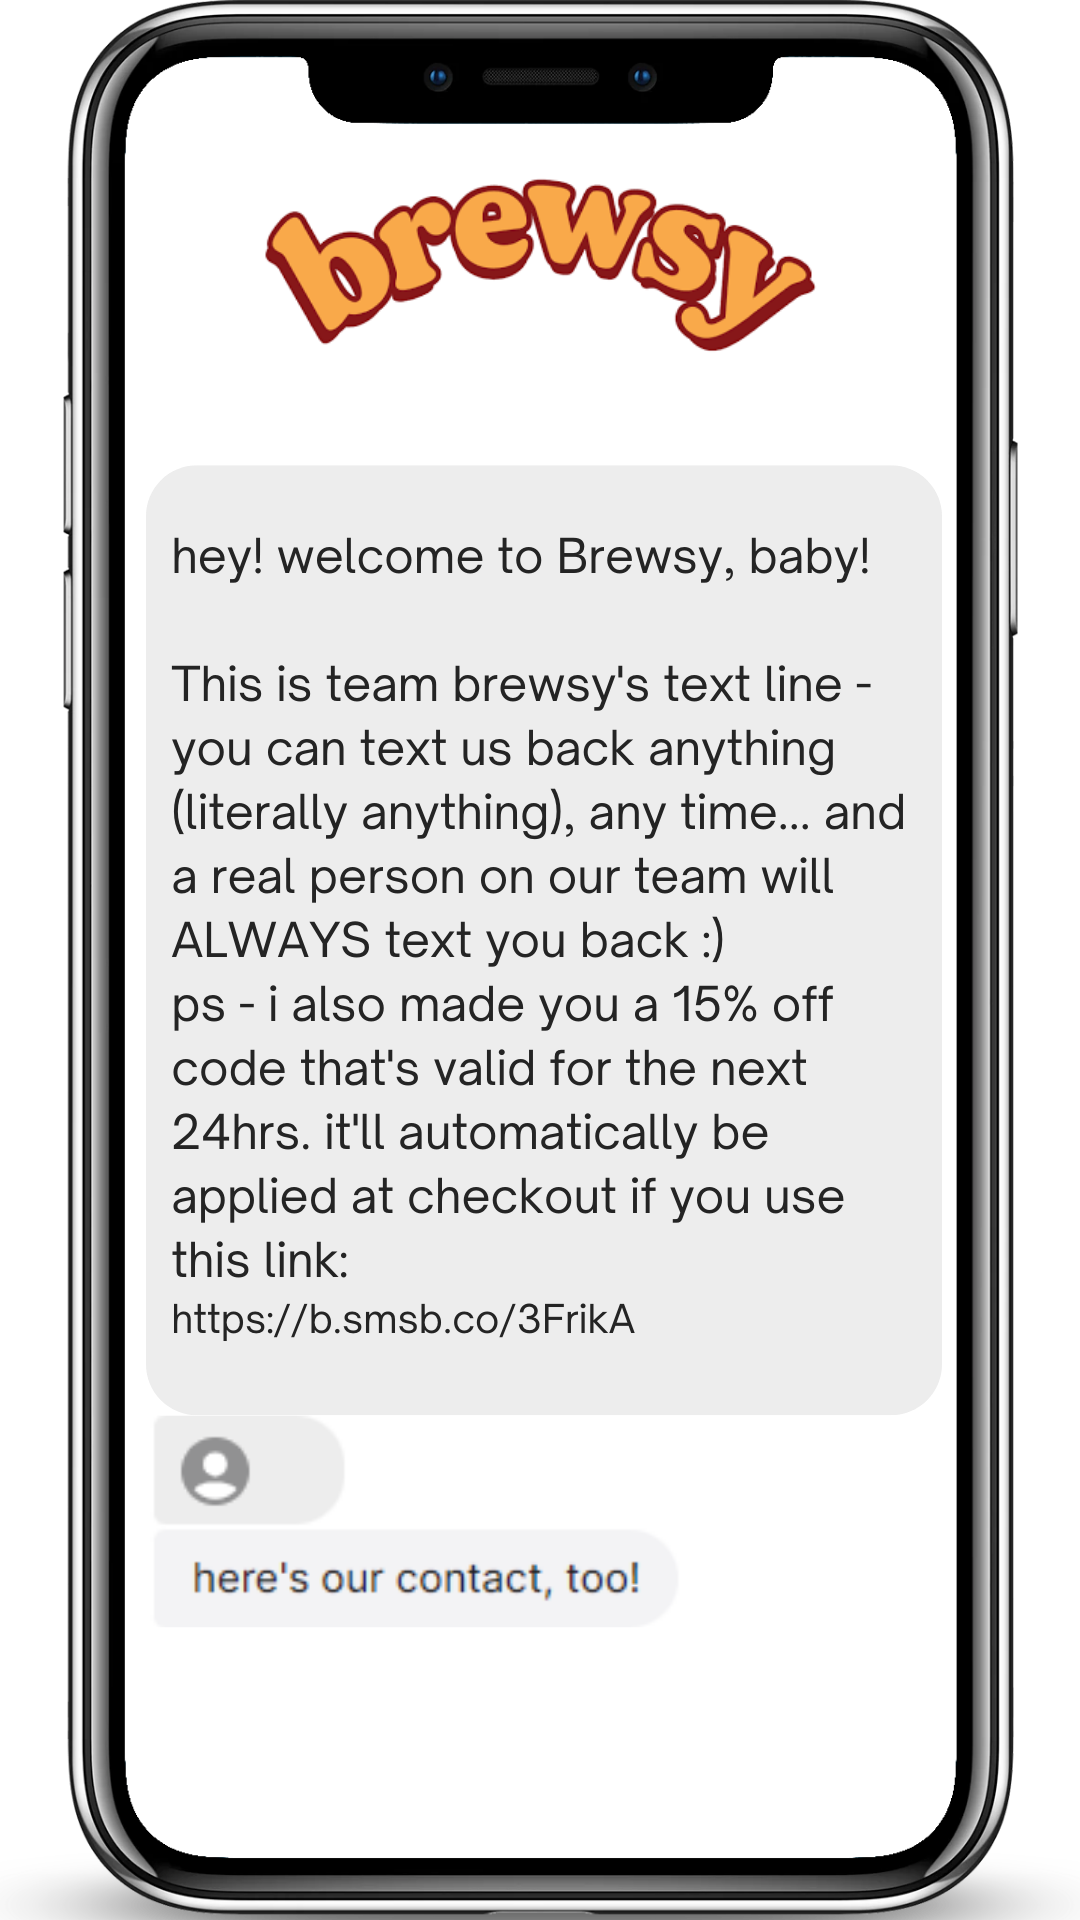 brewsy
hey! welcome to Brewsy, baby!
This is team brewsy's text line -
you can text us back anything
(literally anything), any time... and
a real person on our team will
ALWAYS text you back :)
ps - i also made you a 15% off
code that's valid for the next
24hrs. it'll automatically be
applied at checkout if you use
this link:
https://b.smsb.co/3FrikA
here's our contact, too!